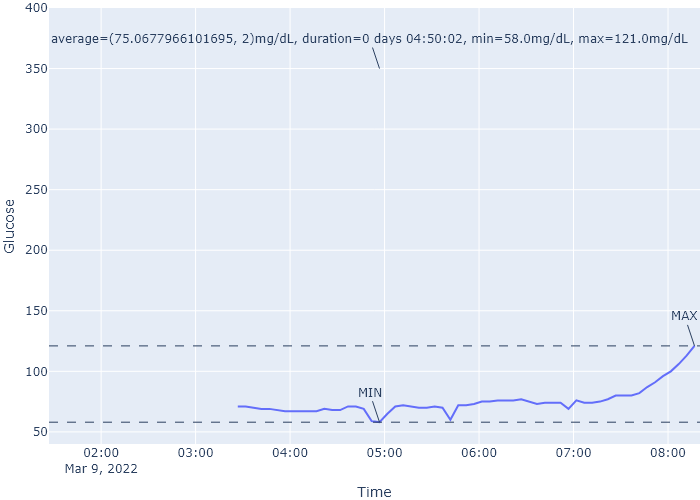 400
average=(75.0677966101695, 2)mg/dL, duration=0 days 04:50:02, min=58.0mg/dL, max=121.0mg/dL
350
300
250
Glucose
200
150
MAX
100
MIN
50
02:00 03:00 04:00 05:00 06:00 07:00 08:00
Mar 9, 2022
Time